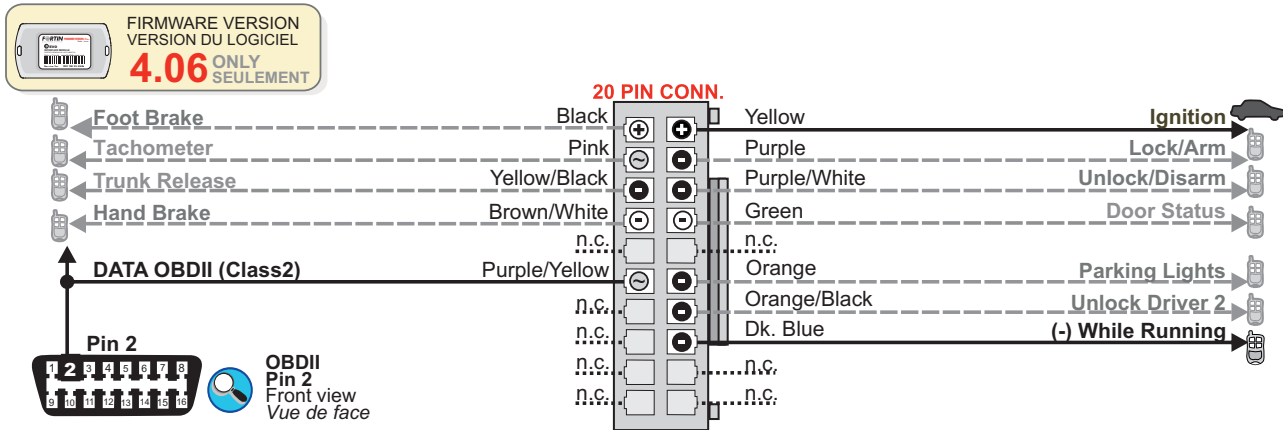 FIRMWARE VERSION
VERSION DU LOGICIEL
4.06 ONLY
SEULEMENT
FORTIN
20 PIN CONN.
Foot Brake Black Yellow Ignition
Tachometer Pink Purple Lock/Arm
Trunk Release Yellow/Black Purple/White Unlock/Disarm
Hand Brake Brown/White Green Door Status
n.c. n.c.
DATA OBDII (Class2) Purple/Yellow Orange Parking Lights
n.c. Orange/Black Unlock Driver 2
n.c. Dk. Blue (-) While Running
n.c. n.c.
n.c. n.c.
Pin 2
1 2 3 4 5 6 7 8
9 10 11 12 13 14 15 16
OBDII
Pin 2
Front view
Vue de face